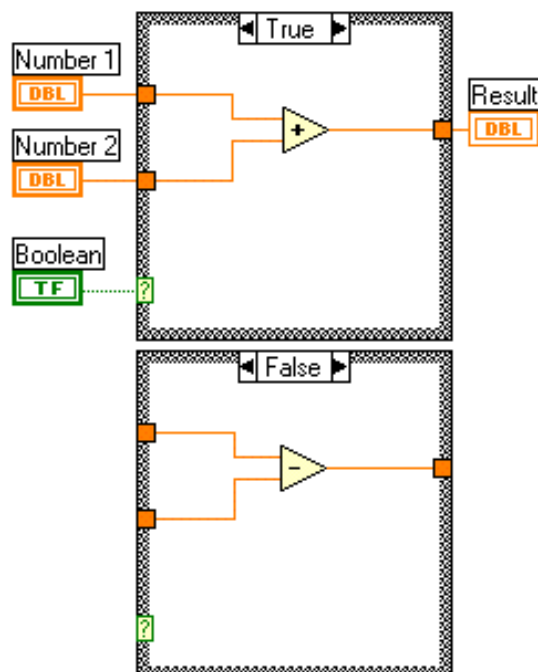 True
Number 1
DBL
+
Result
DBL
Number 2
DBL
Boolean
TF
?
False
-
?